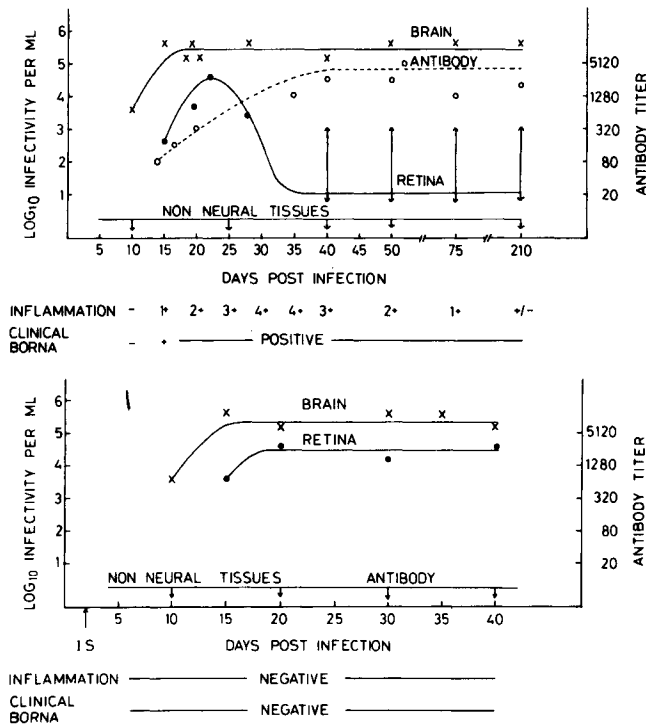 LOG10 INFECTIVITY PER ML
6
5
4
3
2
1
BRAIN
ANTIBODY
RETINA
NON NEURAL TISSUES
5120
1280
320
80
20
ANTIBODY TITER
5 10 15 20 25 30 35 40 45 50 75 210
DAYS POST INFECTION
INFLAMMATION - 1+ 2+ 3+ 4+ 4+ 3+ 2+ 1+ +/-
CLINICAL BORNA - + POSITIVE
LOG10 INFECTIVITY PER ML
6
5
4
3
2
1
BRAIN
RETINA
NON NEURAL TISSUES ANTIBODY
5120
1280
320
80
20
ANTIBODY TITER
5 10 15 20 25 30 35 40
IS
DAYS POST INFECTION
INFLAMMATION NEGATIVE
CLINICAL BORNA NEGATIVE